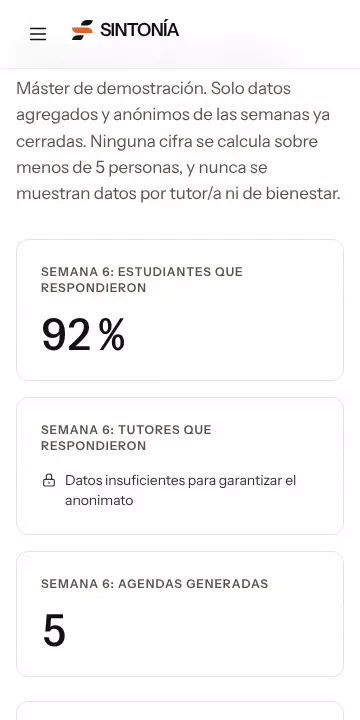 SINTONÍA
Máster de demostración. Solo datos
agregados y anónimos de las semanas ya
cerradas. Ninguna cifra se calcula sobre
menos de 5 personas, y nunca se
muestran datos por tutor/a ni de bienestar.
SEMANA 6: ESTUDIANTES QUE
RESPONDIERON
92 %
SEMANA 6: TUTORES QUE
RESPONDIERON
Datos insuficientes para garantizar el
anonimato
SEMANA 6: AGENDAS GENERADAS
5